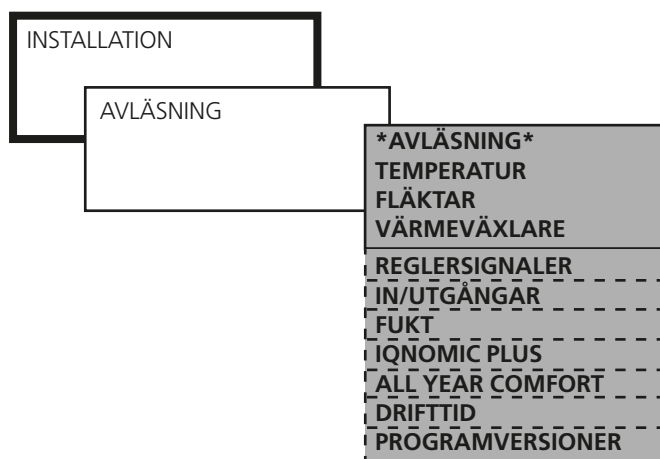 INSTALLATION
AVLÄSNING
*AVLÄSNING*
TEMPERATUR
FLÄKTAR
VÄRMEVÄXLARE
REGLERSIGNALER
IN/UTGÅNGAR
FUKT
IQNOMIC PLUS
ALL YEAR COMFORT
DRIFTTID
PROGRAMVERSIONER